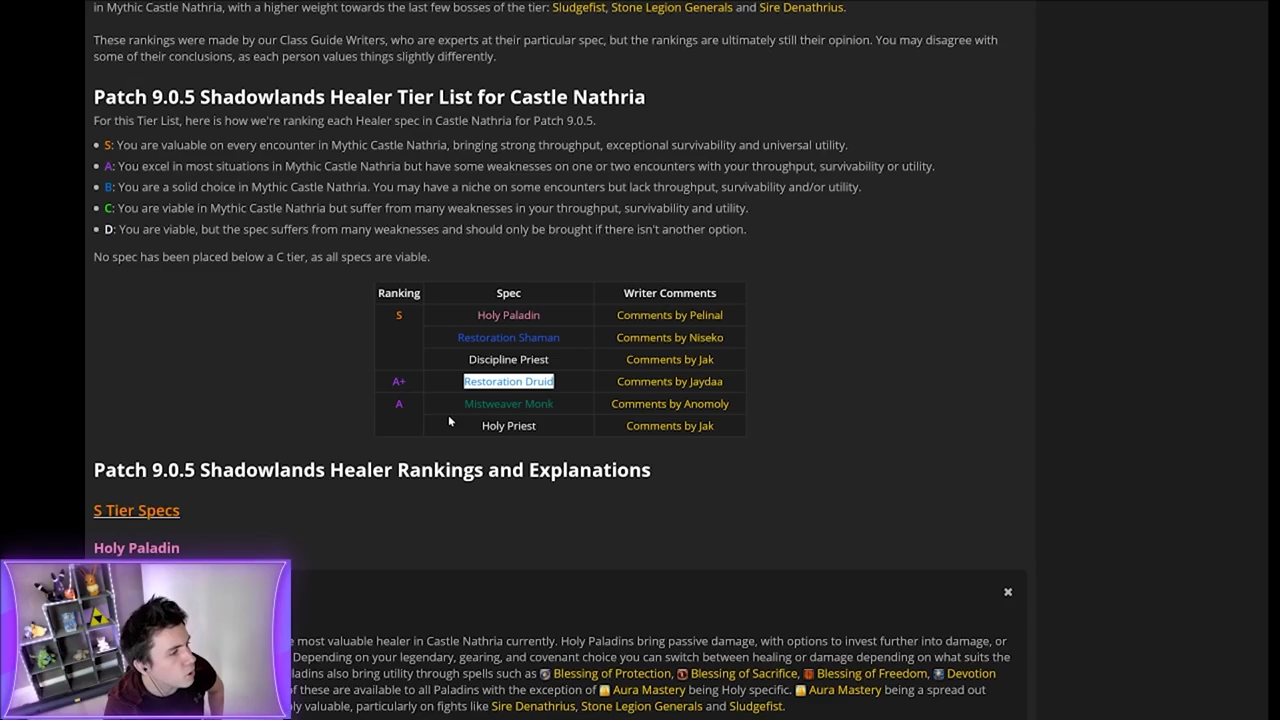 in Mythic Castle Nathria, with a higher weight towards the last few bosses of the tier: Sludgefist, Stone Legion Generals and Sire Denathrius.
These rankings were made by our Class Guide Writers, who are experts at their particular spec, but the rankings are ultimately still their opinion. You may disagree with
some of their conclusions, as each person values things slightly differently.
Patch 9.0.5 Shadowlands Healer Tier List for Castle Nathria
For this Tier List, here is how we're ranking each Healer spec in Castle Nathria for Patch 9.0.5.
S: You are valuable on every encounter in Mythic Castle Nathria, bringing strong throughput, exceptional survivability and universal utility.
A: You excel in most situations in Mythic Castle Nathria but have some weaknesses on one or two encounters with your throughput, survivability or utility.
B: You are a solid choice in Mythic Castle Nathria. You may have a niche on some encounters but lack throughput, survivability and/or utility.
C: You are viable in Mythic Castle Nathria but suffer from many weaknesses in your throughput, survivability and utility.
D: You are viable, but the spec suffers from many weaknesses and should only be brought if there isn't another option.
No spec has been placed below a C tier, as all specs are viable.
Ranking Spec Writer Comments
S Holy Paladin Comments by Pelinal
Restoration Shaman Comments by Niseko
Discipline Priest Comments by Jak
A+ Restoration Druid Comments by Jaydaa
A Mistweaver Monk Comments by Anomoly
Holy Priest Comments by Jak
Patch 9.0.5 Shadowlands Healer Rankings and Explanations
S Tier Specs
Holy Paladin
most valuable healer in Castle Nathria currently. Holy Paladins bring passive damage, with options to invest further into damage, or
Depending on your legendary, gearing, and covenant choice you can switch between healing or damage depending on what suits the
adins also bring utility through spells such as Blessing of Protection, Blessing of Sacrifice, Blessing of Freedom, Devotion
of these are available to all Paladins with the exception of Aura Mastery being Holy specific. Aura Mastery being a spread out
ly valuable, particularly on fights like Sire Denathrius, Stone Legion Generals and Sludgefist.